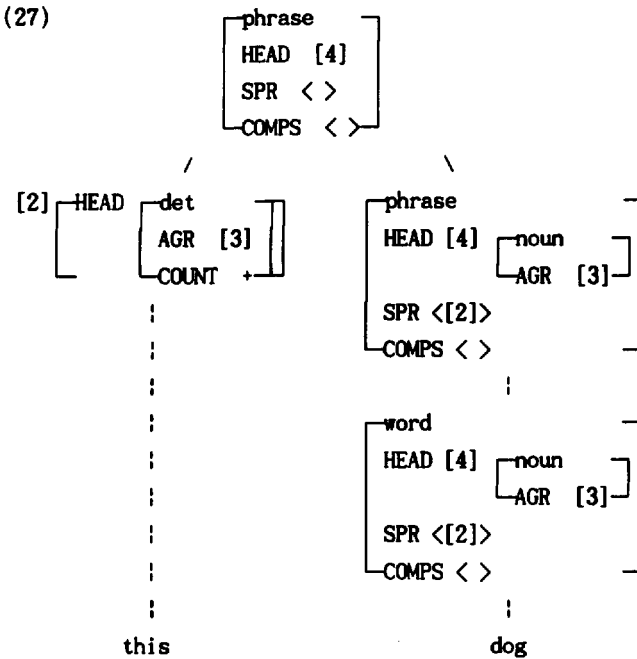 (27)
phrase
HEAD [4]
SPR < >
COMPS < >
[2] HEAD det
AGR [3]
COUNT +
phrase
HEAD [4] noun
AGR [3]
SPR <[2]>
COMPS < >
word
HEAD [4] noun
AGR [3]
SPR <[2]>
COMPS < >
this dog